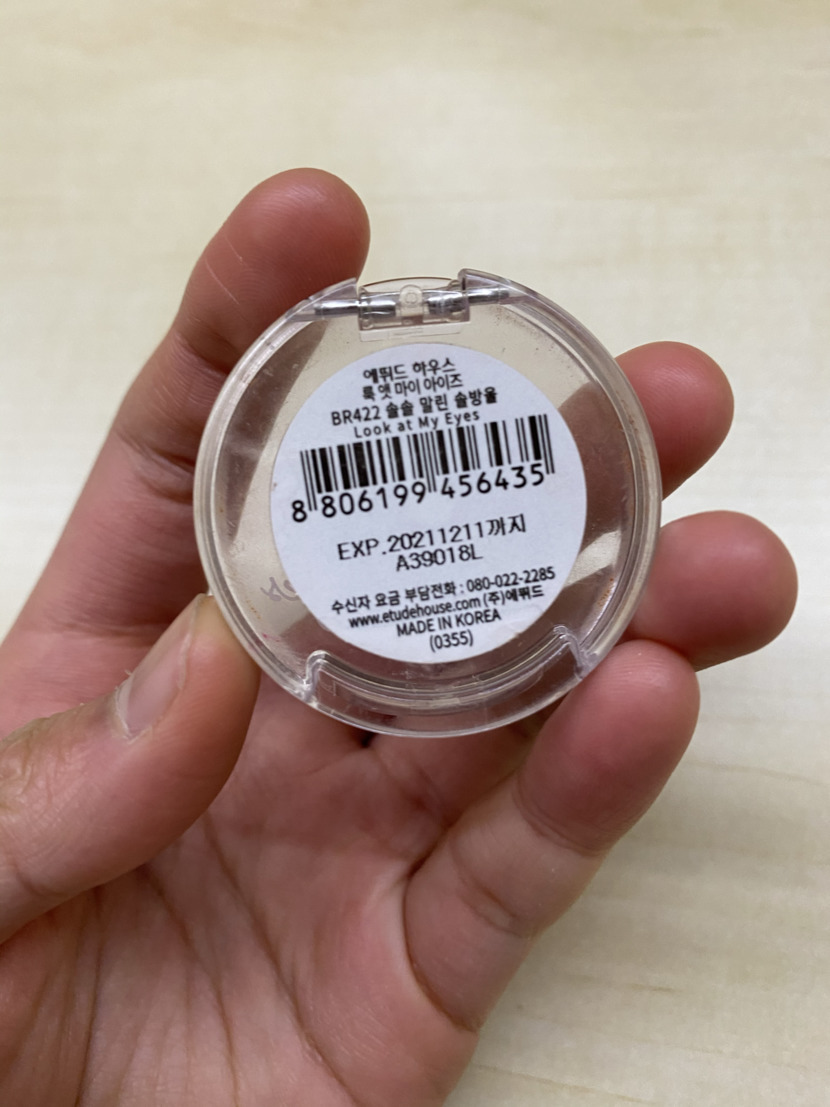 에뛰드 하우스
룩 앳 마이 아이즈
BR422 솔솔 말린 솔방울
Look at My Eyes
8 806199 456435
EXP.20211211까지
A39018L
수신자 요금 부담전화 : 080-022-2285
www.etudehouse.com (주)에뛰드
MADE IN KOREA
(0355)